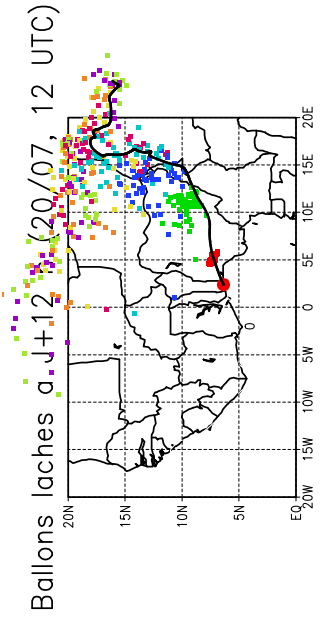 Ballons laches a J+12 (20/07, 12 UTC)
20N
15N
10N
5N
EQ
20W
15W
10W
5W
0
5E
10E
15E
20E
0